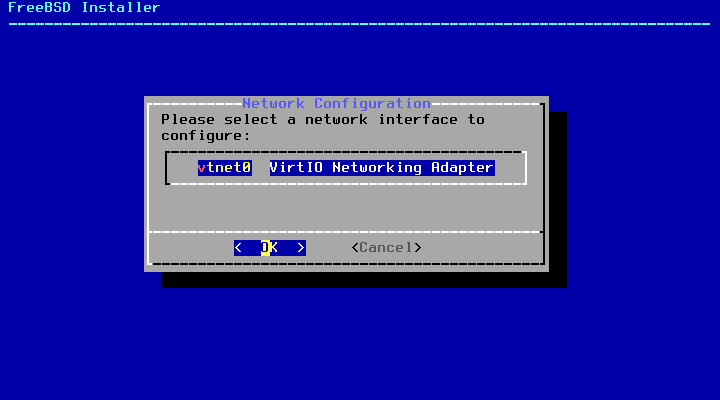 FreeBSD Installer
Network Configuration
Please select a network interface to
configure:
vtnet0  VirtIO Networking Adapter
<  OK  >     <Cancel>